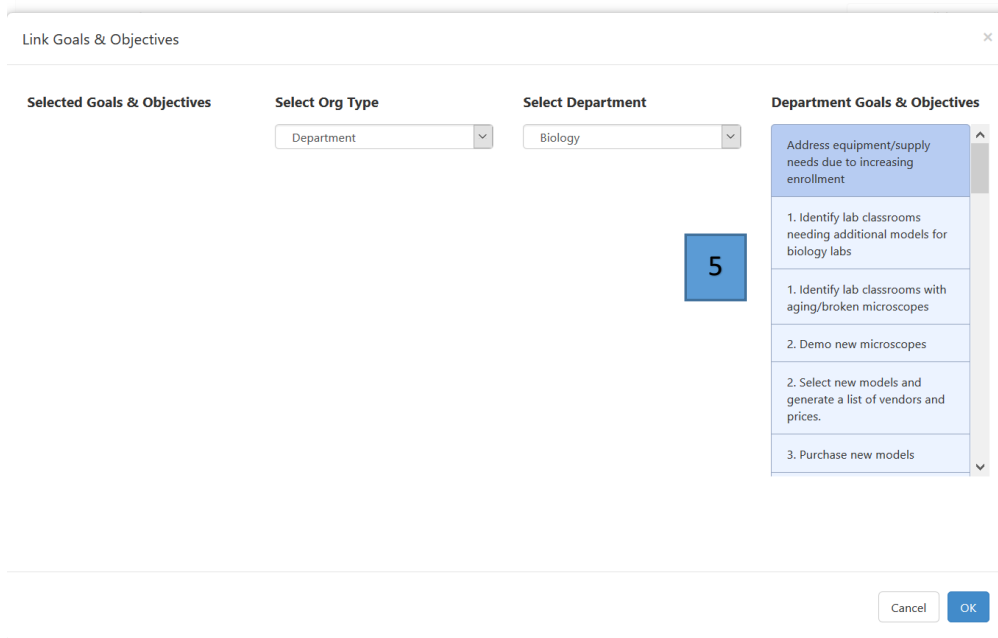 Link Goals & Objectives
×
Selected Goals & Objectives
Select Org Type
Department
Select Department
Biology
Department Goals & Objectives
Address equipment/supply
needs due to increasing
enrollment
1. Identify lab classrooms
needing additional models for
biology labs
1. Identify lab classrooms with
aging/broken microscopes
2. Demo new microscopes
2. Select new models and
generate a list of vendors and
prices.
3. Purchase new models
5
Cancel
OK